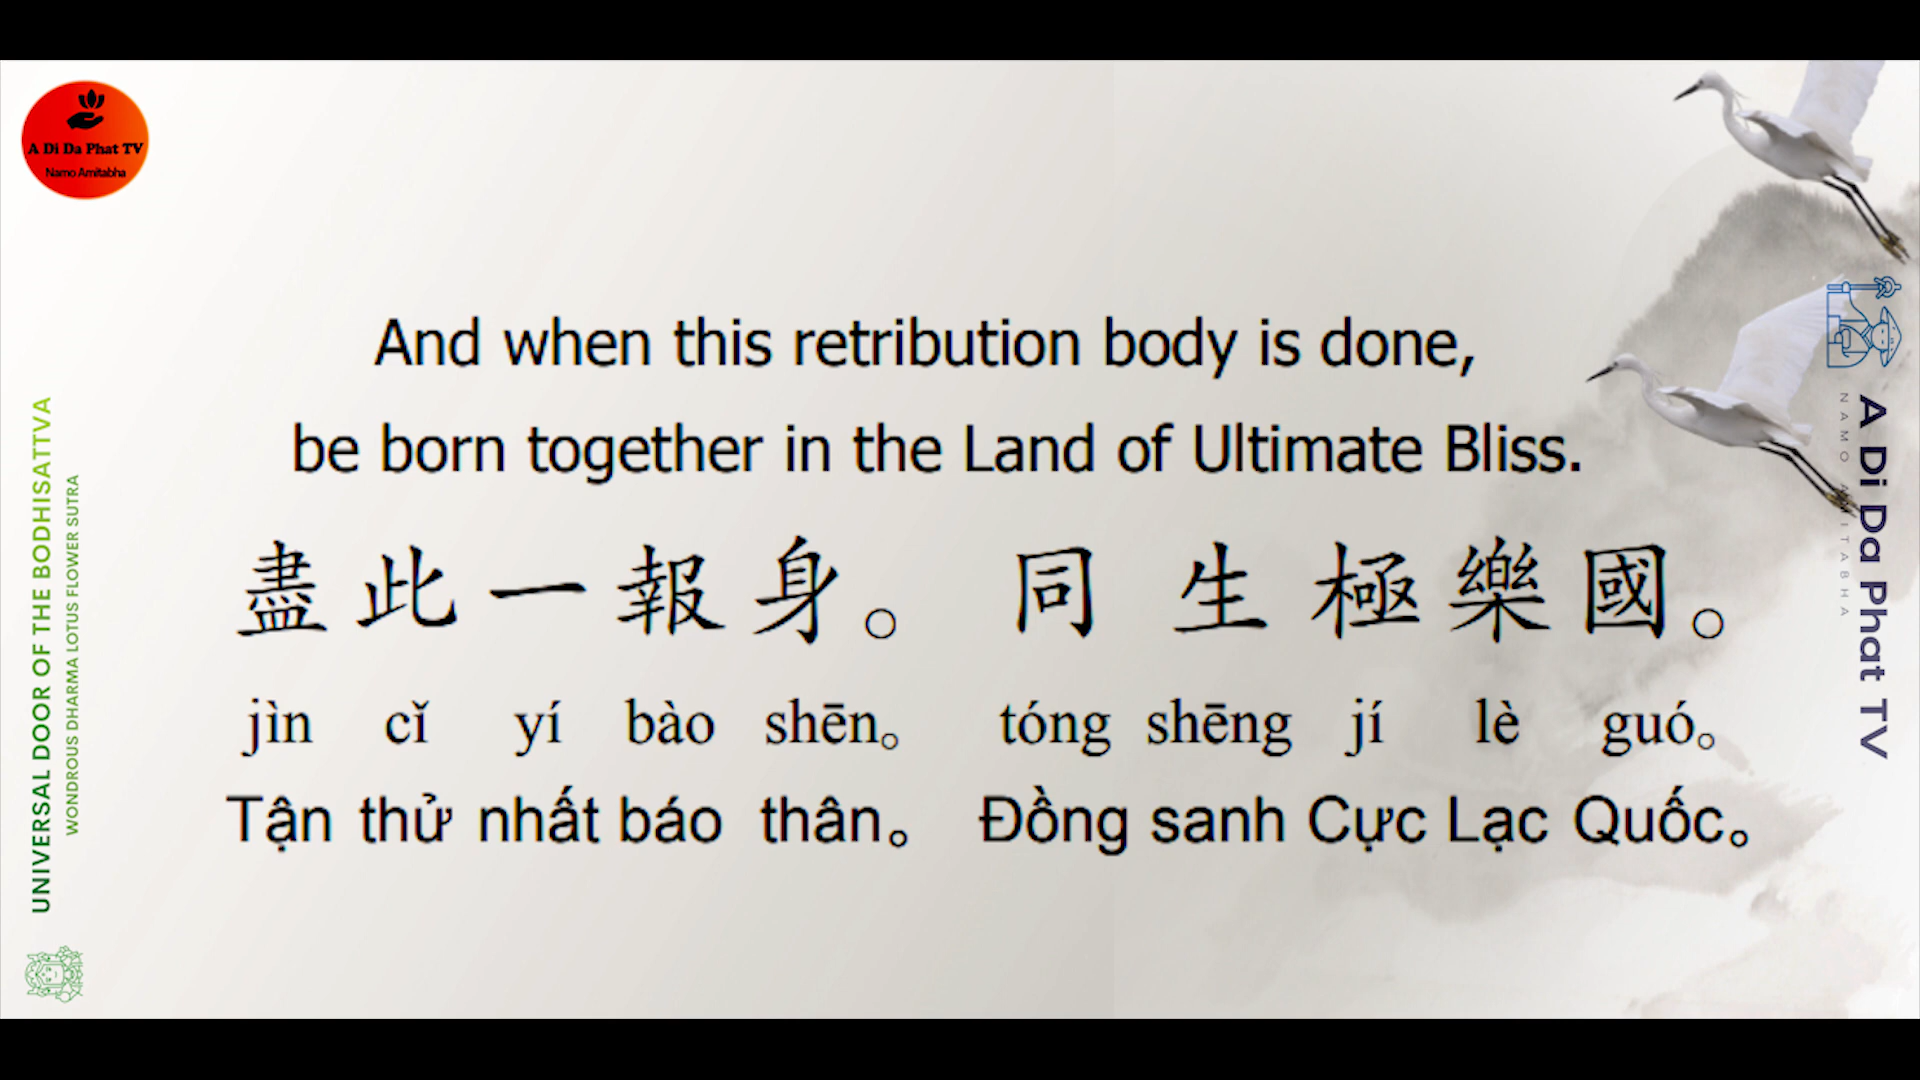 A Di Da Phat TV
Namo Amitabha
And when this retribution body is done,
be born together in the Land of Ultimate Bliss.
盡此一報身。 同生極樂國。
jìn cǐ yí bào shēn。 tóng shēng jí lè guó。
Tận thử nhất báo thân。 Đồng sanh Cực Lạc Quốc。
UNIVERSAL DOOR OF THE BODHISATTVA
WONDROUS DHARMA LOTUS FLOWER SUTRA
A Di Da Phat TV
NAMO AMITABHA